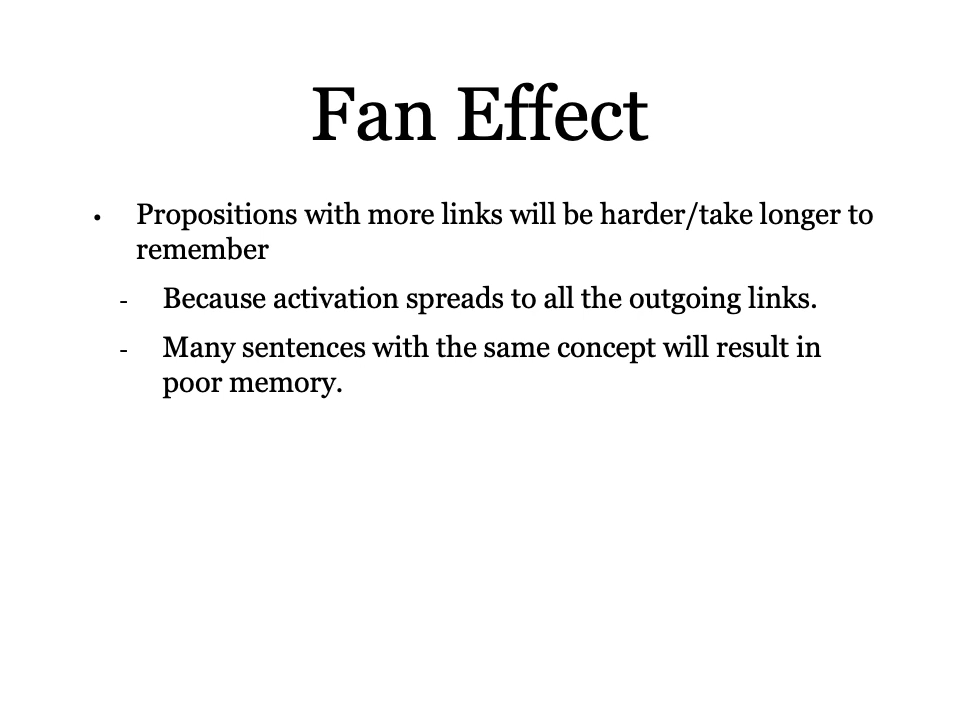 Fan Effect
• Propositions with more links will be harder/take longer to
remember
- Because activation spreads to all the outgoing links.
- Many sentences with the same concept will result in
poor memory.